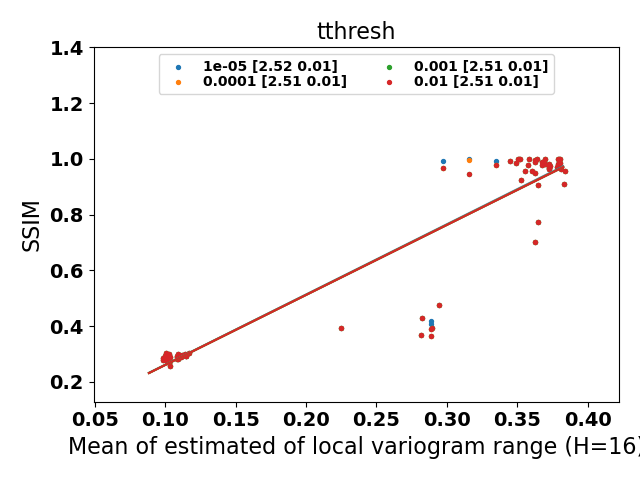 tthresh
1e-05 [2.52 0.01]
0.0001 [2.51 0.01]
0.001 [2.51 0.01]
0.01 [2.51 0.01]
SSIM
1.4
1.2
1.0
0.8
0.6
0.4
0.2
0.05 0.10 0.15 0.20 0.25 0.30 0.35 0.40
Mean of estimated of local variogram range (H=16)